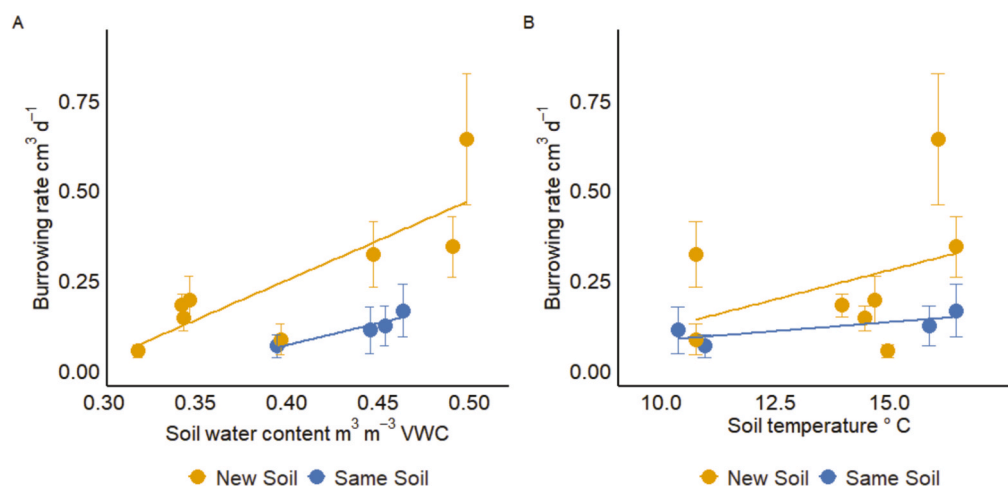 A
Burrowing rate cm³ d⁻¹
0.75
0.50
0.25
0.00
0.30 0.35 0.40 0.45 0.50
Soil water content m³ m⁻³ VWC
New Soil Same Soil
B
Burrowing rate cm³ d⁻¹
0.75
0.50
0.25
0.00
10.0 12.5 15.0
Soil temperature ° C
New Soil Same Soil